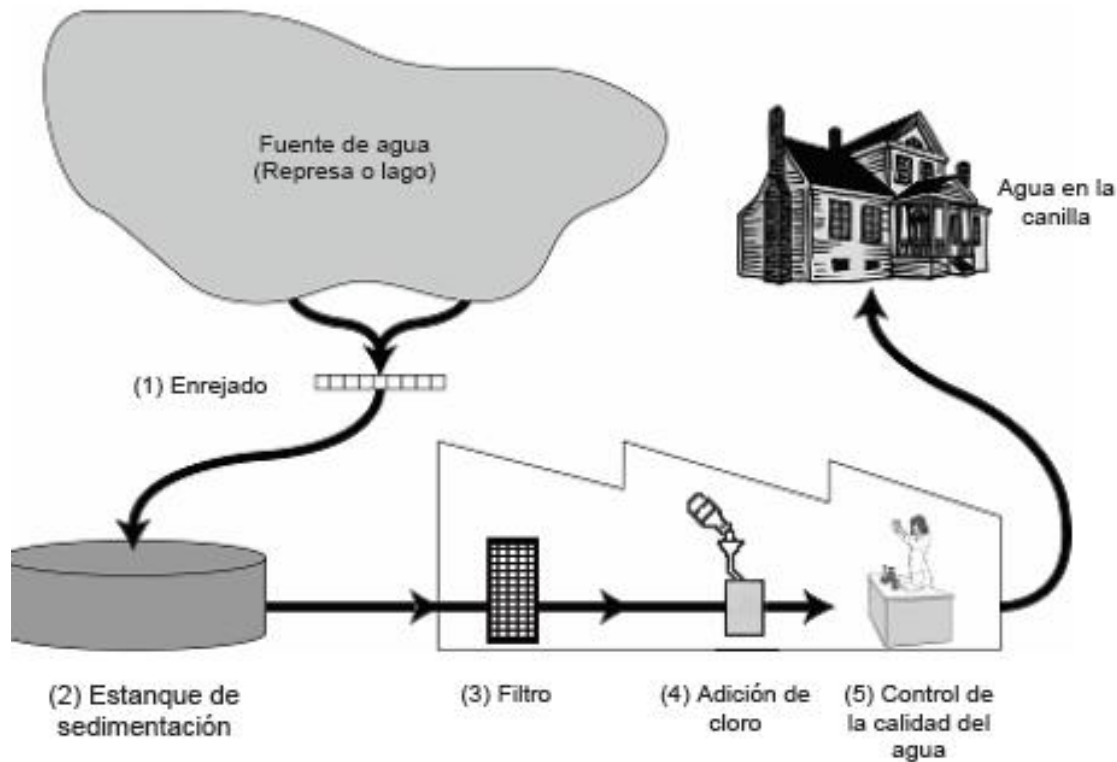 Fuente de agua
(Represa o lago)
Agua en la
canilla
(1) Enrejado
(2) Estanque de
sedimentación
(3) Filtro
(4) Adición de
cloro
(5) Control de
la calidad del
agua